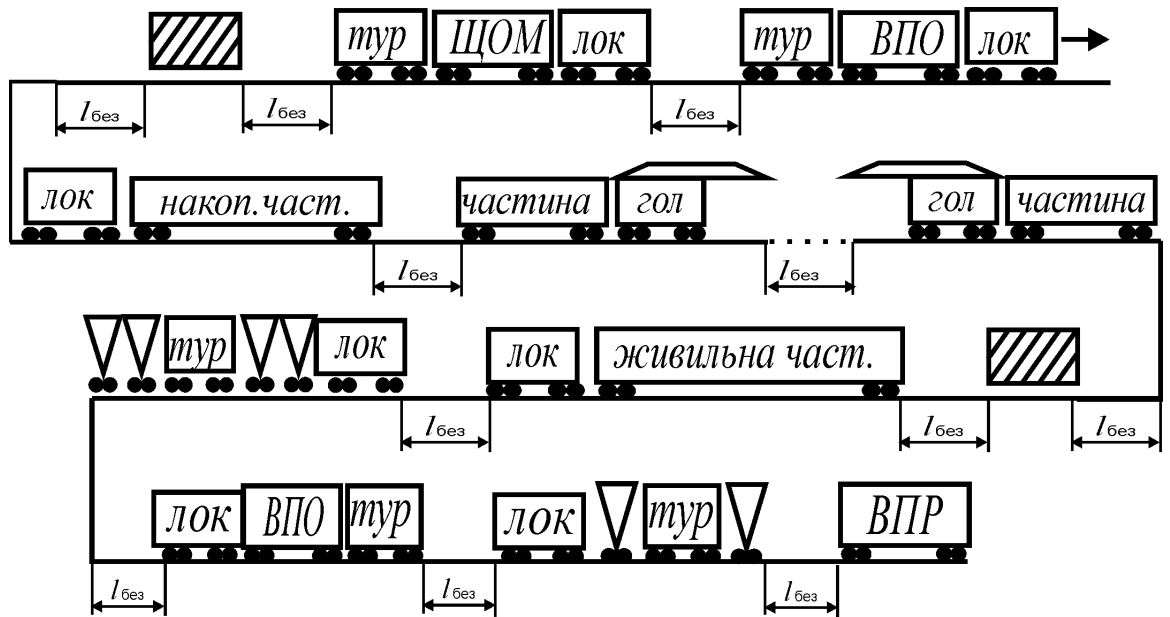 тур ЩОМ лок тур ВПО лок
lбез lбез lбез
лок накоп.част. частина гол гол частина
lбез lбез
тур лок лок живильна част.
lбез lбез lбез
лок ВПО тур лок тур ВПР
lбез lбез lбез